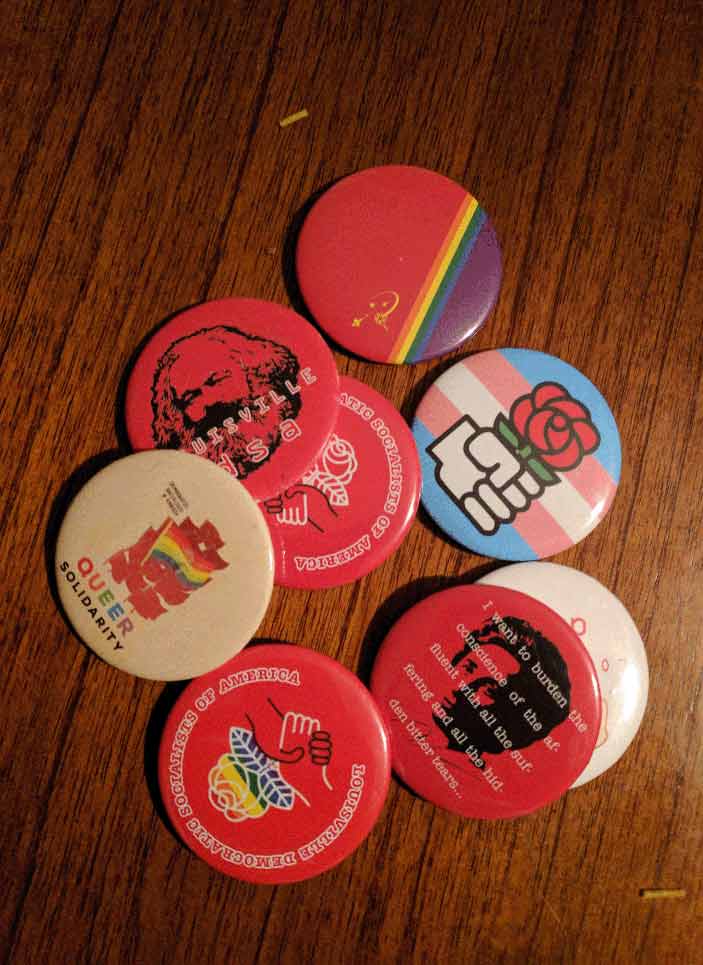 LOUISVILLE
DSA
SOCIALISTS OF AMERICA
QUEER
SOLIDARITY
I want to burden the
conscience of the af-
fluent with all the suf-
fering and all the hid-
den bitter tears...
LOUISVILLE DEMOCRATIC SOCIALISTS OF AMERICA